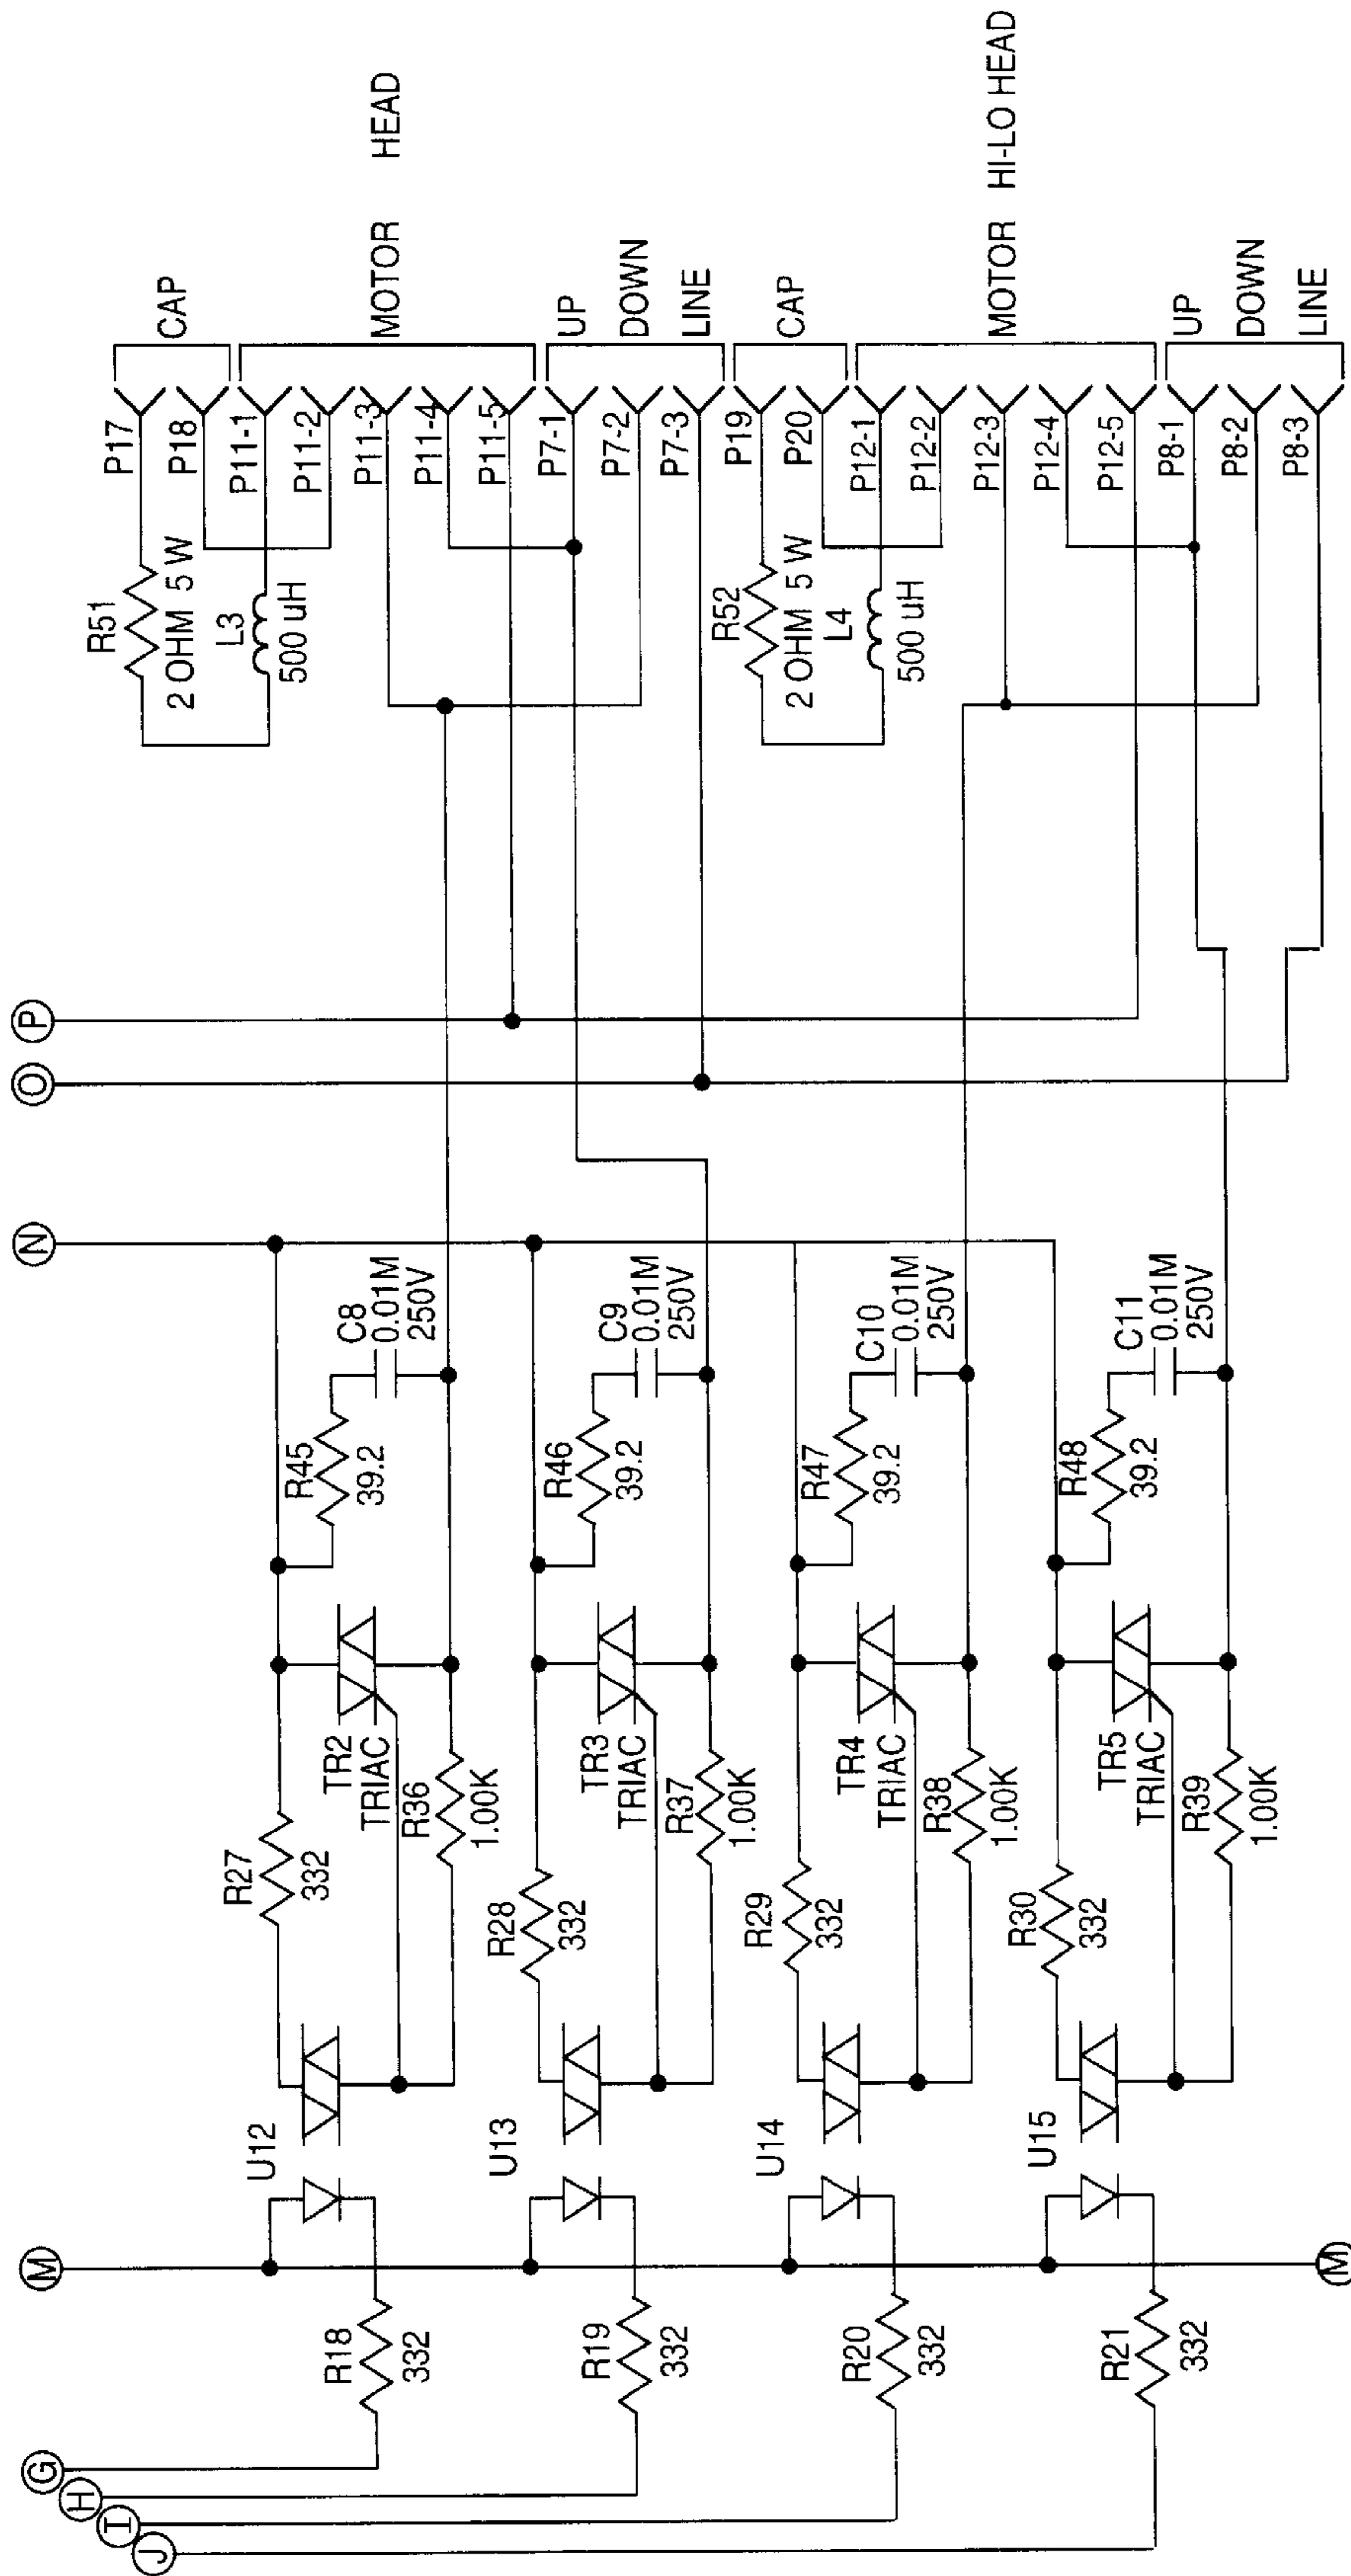 G
H
I
J
M
N
O
P
R18
332
U12
R27
332
TR2
TRIAC
R36
1.00K
R45
39.2
C8
0.01M
250V
R19
332
U13
R28
332
TR3
TRIAC
R37
1.00K
R46
39.2
C9
0.01M
250V
R20
332
U14
R29
332
TR4
TRIAC
R38
1.00K
R47
39.2
C10
0.01M
250V
R21
332
U15
R30
332
TR5
TRIAC
R39
1.00K
R48
39.2
C11
0.01M
250V
M
R51
2 OHM 5 W
L3
500 uH
P17
P18
P11-1
P11-2
P11-3
P11-4
P11-5
P7-1
P7-2
P7-3
CAP
MOTOR HEAD
UP
DOWN
LINE
R52
2 OHM 5 W
L4
500 uH
P19
P20
P12-1
P12-2
P12-3
P12-4
P12-5
P8-1
P8-2
P8-3
CAP
MOTOR HI-LO HEAD
UP
DOWN
LINE